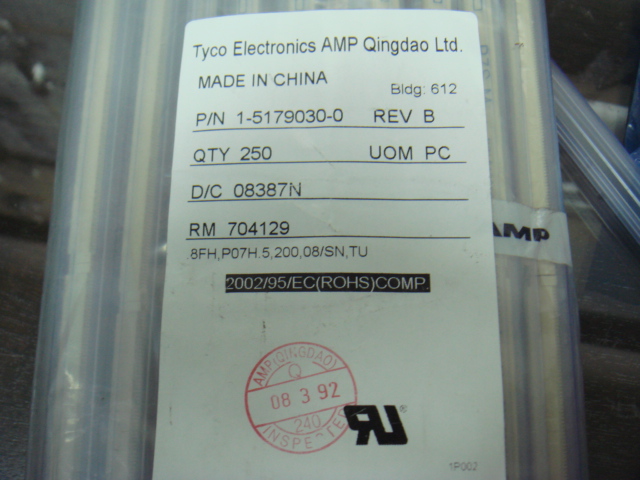 Tyco Electronics AMP Qingdao Ltd.
MADE IN CHINA
Bldg: 612
P/N 1-5179030-0 REV B
QTY 250 UOM PC
D/C 08387N
RM 704129
8FH,P07H.5,200,08/SN,TU
2002/95/EC(ROHS)COMP.
AMP
AMP(QINGDAO)
Q
08 3 92
240
INSPECTED
RU®
1P002